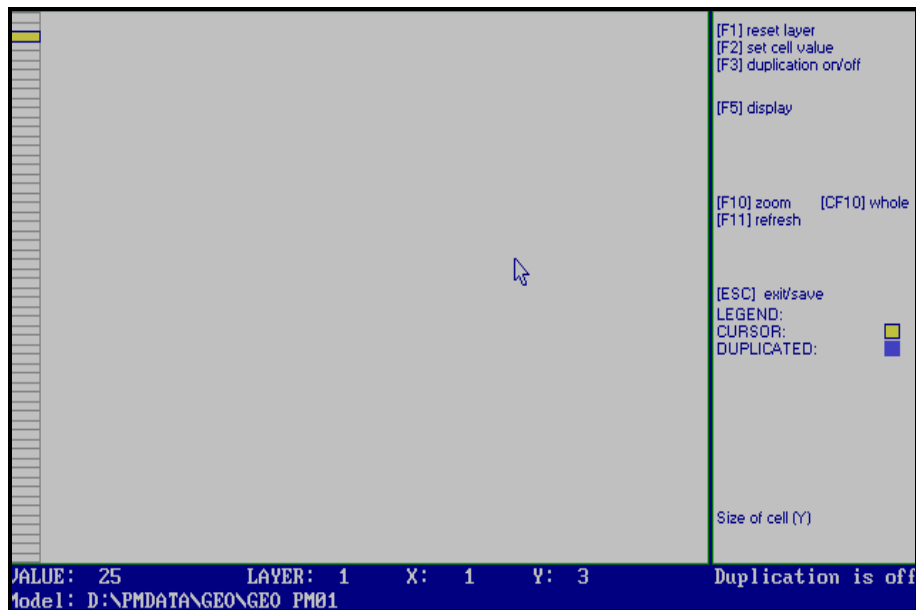 [F1] reset layer
[F2] set cell value
[F3] duplication on/off
[F5] display
[F10] zoom [CF10] whole
[F11] refresh
[ESC] exit/save
LEGEND:
CURSOR:
DUPLICATED:
Size of cell (Y)
VALUE: 25 LAYER: 1 X: 1 Y: 3 Duplication is off
Model: D:\PMDATA\GEO\GEO PM01